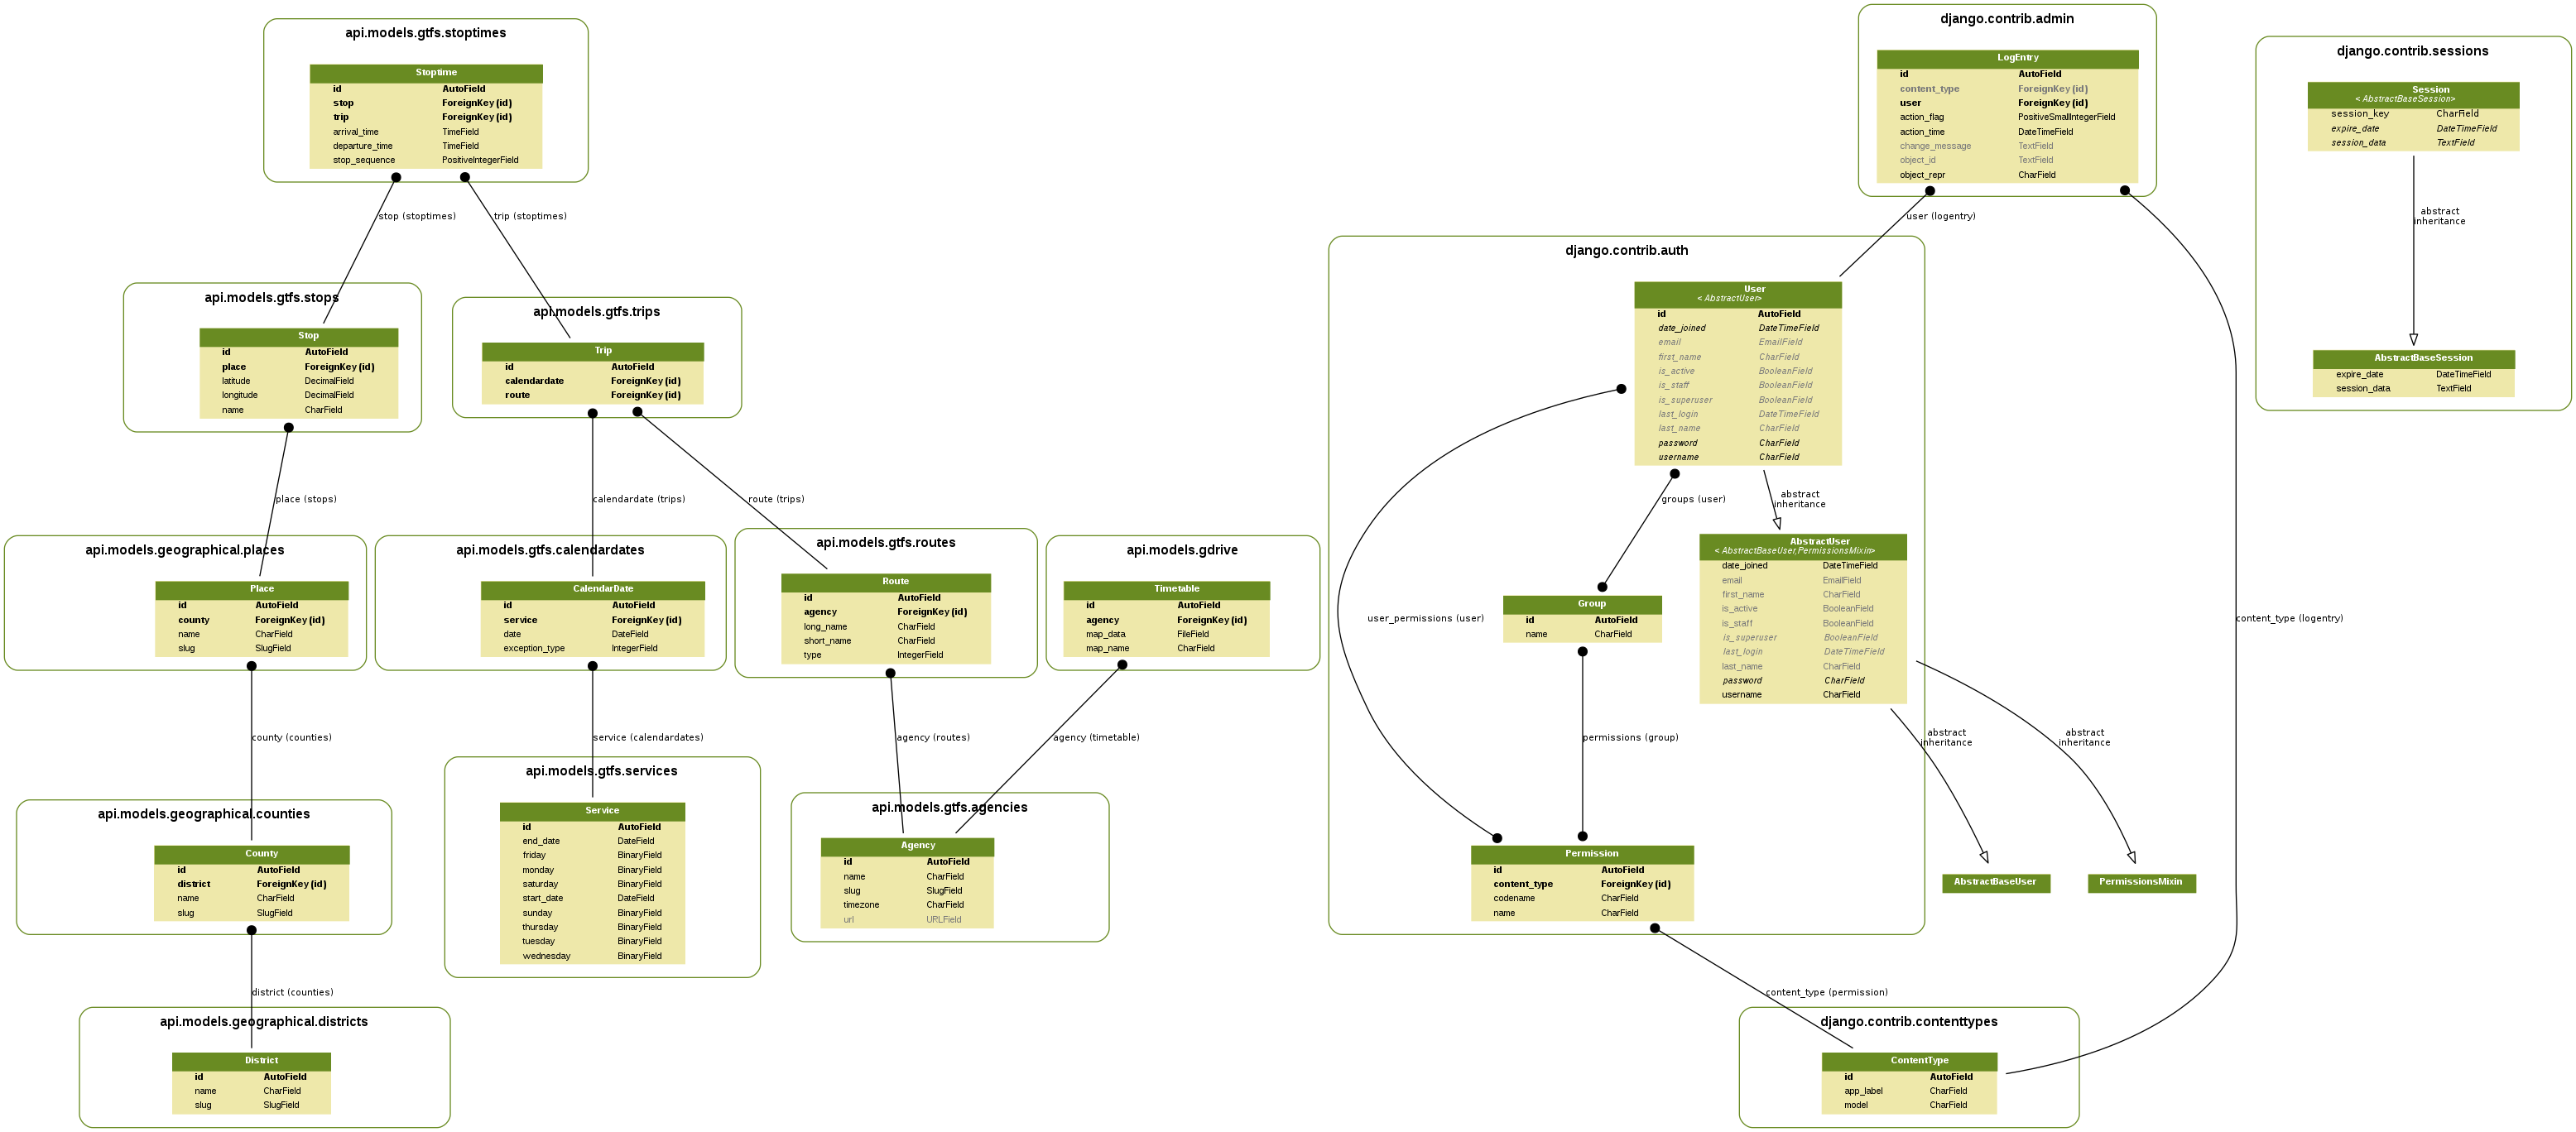 api.models.gtfs.stoptimes
Stoptime
id AutoField
stop ForeignKey (id)
trip ForeignKey (id)
arrival_time TimeField
departure_time TimeField
stop_sequence PositiveIntegerField
stop (stoptimes)
trip (stoptimes)
api.models.gtfs.stops
Stop
id AutoField
place ForeignKey (id)
latitude DecimalField
longitude DecimalField
name CharField
api.models.gtfs.trips
Trip
id AutoField
calendardate ForeignKey (id)
route ForeignKey (id)
place (stops)
calendardate (trips)
route (trips)
api.models.geographical.places
Place
id AutoField
county ForeignKey (id)
name CharField
slug SlugField
api.models.gtfs.calendardates
CalendarDate
id AutoField
service ForeignKey (id)
date DateField
exception_type IntegerField
api.models.gtfs.routes
Route
id AutoField
agency ForeignKey (id)
long_name CharField
short_name CharField
type IntegerField
api.models.gdrive
Timetable
id AutoField
agency ForeignKey (id)
map_data FileField
map_name CharField
county (counties)
service (calendardates)
agency (routes)
agency (timetable)
api.models.geographical.counties
County
id AutoField
district ForeignKey (id)
name CharField
slug SlugField
api.models.gtfs.services
Service
id AutoField
end_date DateField
friday BinaryField
monday BinaryField
saturday BinaryField
start_date DateField
sunday BinaryField
thursday BinaryField
tuesday BinaryField
wednesday BinaryField
api.models.gtfs.agencies
Agency
id AutoField
name CharField
slug SlugField
timezone CharField
url URLField
district (counties)
api.models.geographical.districts
District
id AutoField
name CharField
slug SlugField
django.contrib.admin
LogEntry
id AutoField
content_type ForeignKey (id)
user ForeignKey (id)
action_flag PositiveSmallIntegerField
action_time DateTimeField
change_message TextField
object_id TextField
object_repr CharField
user (logentry)
django.contrib.auth
User
< AbstractUser>
id AutoField
date_joined DateTimeField
email EmailField
first_name CharField
is_active BooleanField
is_staff BooleanField
is_superuser BooleanField
last_login DateTimeField
last_name CharField
password CharField
username CharField
groups (user)
abstract
inheritance
AbstractUser
< AbstractBaseUser,PermissionsMixin>
date_joined DateTimeField
email EmailField
first_name CharField
is_active BooleanField
is_staff BooleanField
is_superuser BooleanField
last_login DateTimeField
last_name CharField
password CharField
username CharField
Group
id AutoField
name CharField
user_permissions (user)
content_type (logentry)
permissions (group)
abstract
inheritance
abstract
inheritance
Permission
id AutoField
content_type ForeignKey (id)
codename CharField
name CharField
AbstractBaseUser
PermissionsMixin
content_type (permission)
django.contrib.contenttypes
ContentType
id AutoField
app_label CharField
model CharField
django.contrib.sessions
Session
< AbstractBaseSession>
session_key CharField
expire_date DateTimeField
session_data TextField
abstract
inheritance
AbstractBaseSession
expire_date DateTimeField
session_data TextField